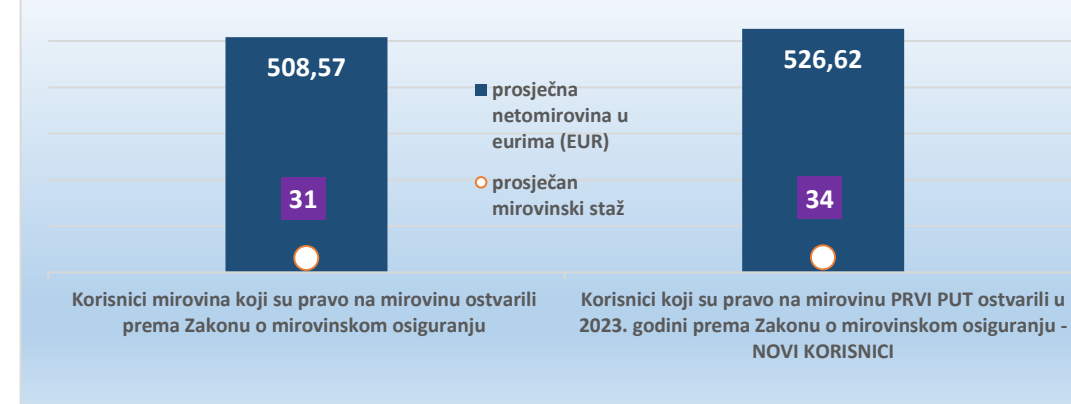 508,57
526,62
prosječna
netomirovina u
eurima (EUR)
prosječan
mirovinski staž
31
34
Korisnici mirovina koji su pravo na mirovinu ostvarili
prema Zakonu o mirovinskom osiguranju
Korisnici koji su pravo na mirovinu PRVI PUT ostvarili u
2023. godini prema Zakonu o mirovinskom osiguranju -
NOVI KORISNICI